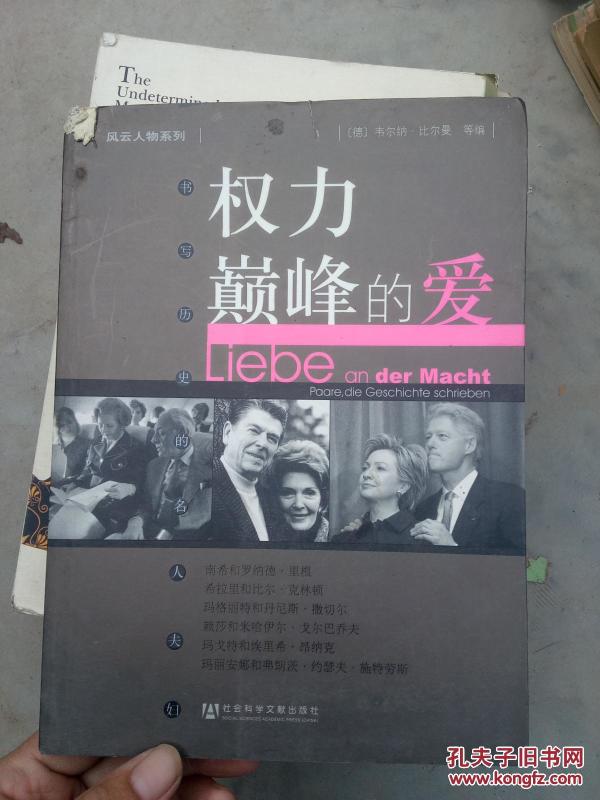 The
Undetermin
风云人物系列
[德] 韦尔纳·比尔曼 等编
权力
巅峰的爱
Liebe an der Macht
Paare, die Geschichte schrieben
书写历史的名人夫妇
南希和罗纳德·里根
希拉里和比尔·克林顿
玛格丽特和丹尼斯·撒切尔
赖莎和米哈伊尔·戈尔巴乔夫
玛戈特和埃里希·昂纳克
玛丽安娜和弗朗茨·约瑟夫·施特劳斯
社会科学文献出版社
SOCIAL SCIENCES ACADEMIC PRESS (CHINA)
孔夫子旧书网
www.kongfz.com